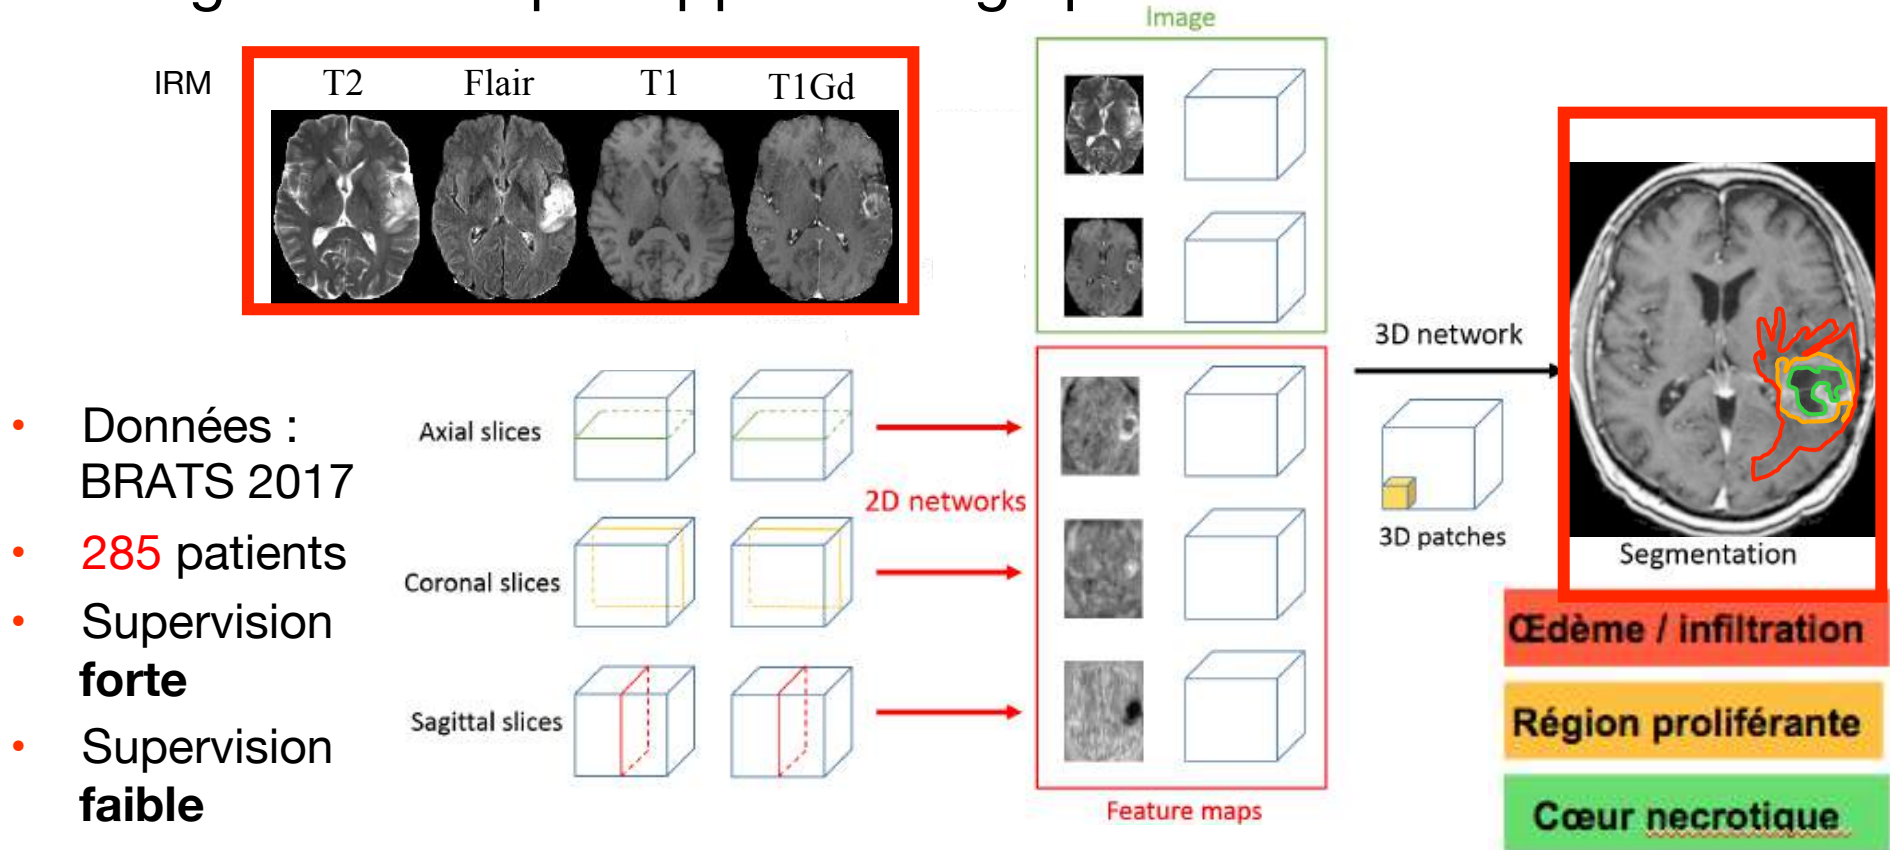 Image
IRM
T2 Flair T1 T1Gd
3D network
Axial slices
2D networks
Coronal slices
3D patches
Sagittal slices
Feature maps
Segmentation
• Données :
BRATS 2017
• 285 patients
• Supervision
forte
• Supervision
faible
Œdème / infiltration
Région proliférante
Cœur necrotique